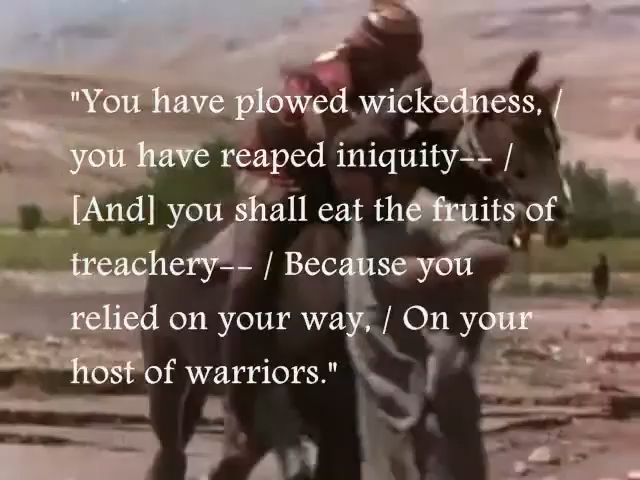 "You have plowed wickedness, /
you have reaped iniquity-- /
[And] you shall eat the fruits of
treachery-- / Because you
relied on your way, / On your
host of warriors."